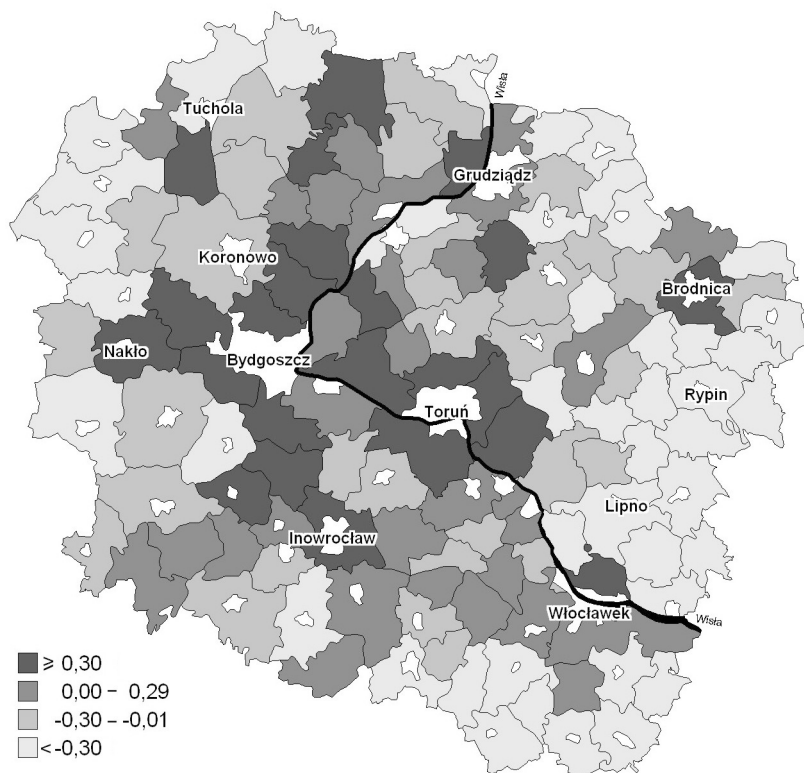 Wisła
Tuchola
Grudziądz
Koronowo
Brodnica
Nakło
Bydgoszcz
Toruń
Rypin
Lipno
Inowrocław
Włocławek
Wisła
⩾ 0,30
0,00 – 0,29
-0,30 – -0,01
< -0,30